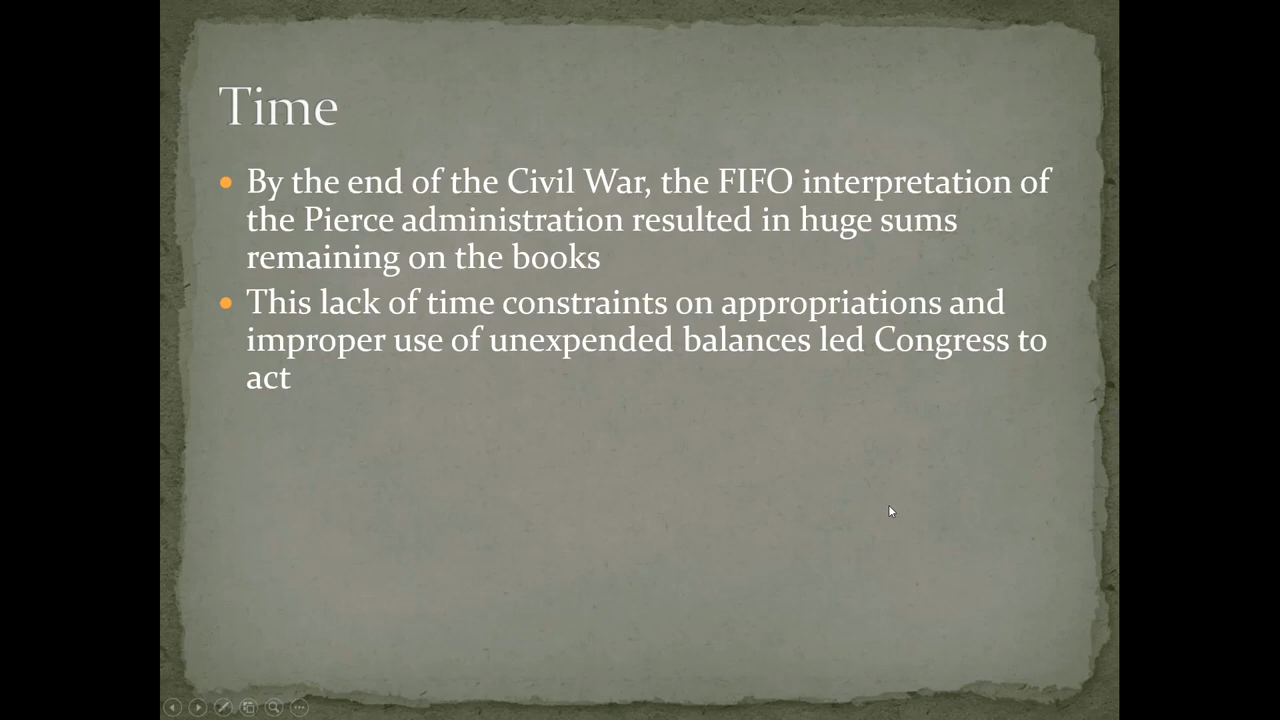 Time
• By the end of the Civil War, the FIFO interpretation of
the Pierce administration resulted in huge sums
remaining on the books
• This lack of time constraints on appropriations and
improper use of unexpended balances led Congress to
act